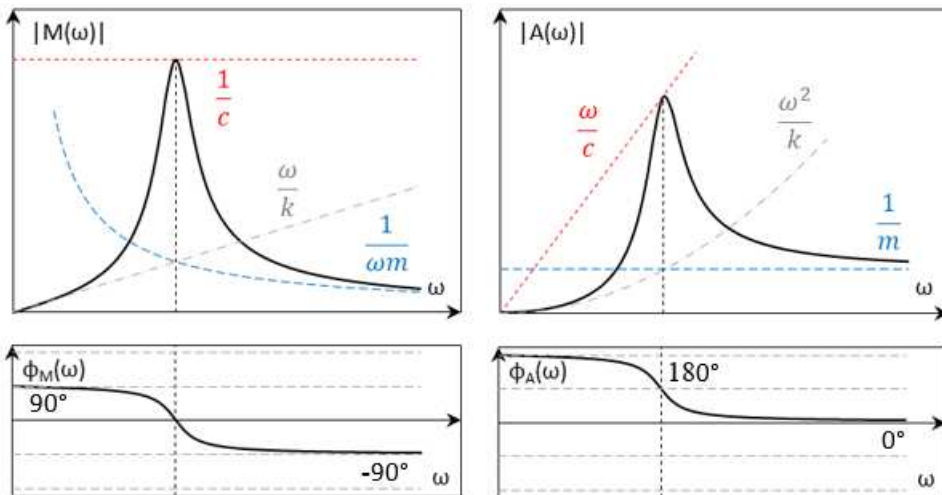 |M(ω)|
1/c
ω/k
1/ωm
ω
|A(ω)|
ω/c
ω²/k
1/m
ω
ϕM(ω)
90°
-90°
ω
ϕA(ω)
180°
0°
ω